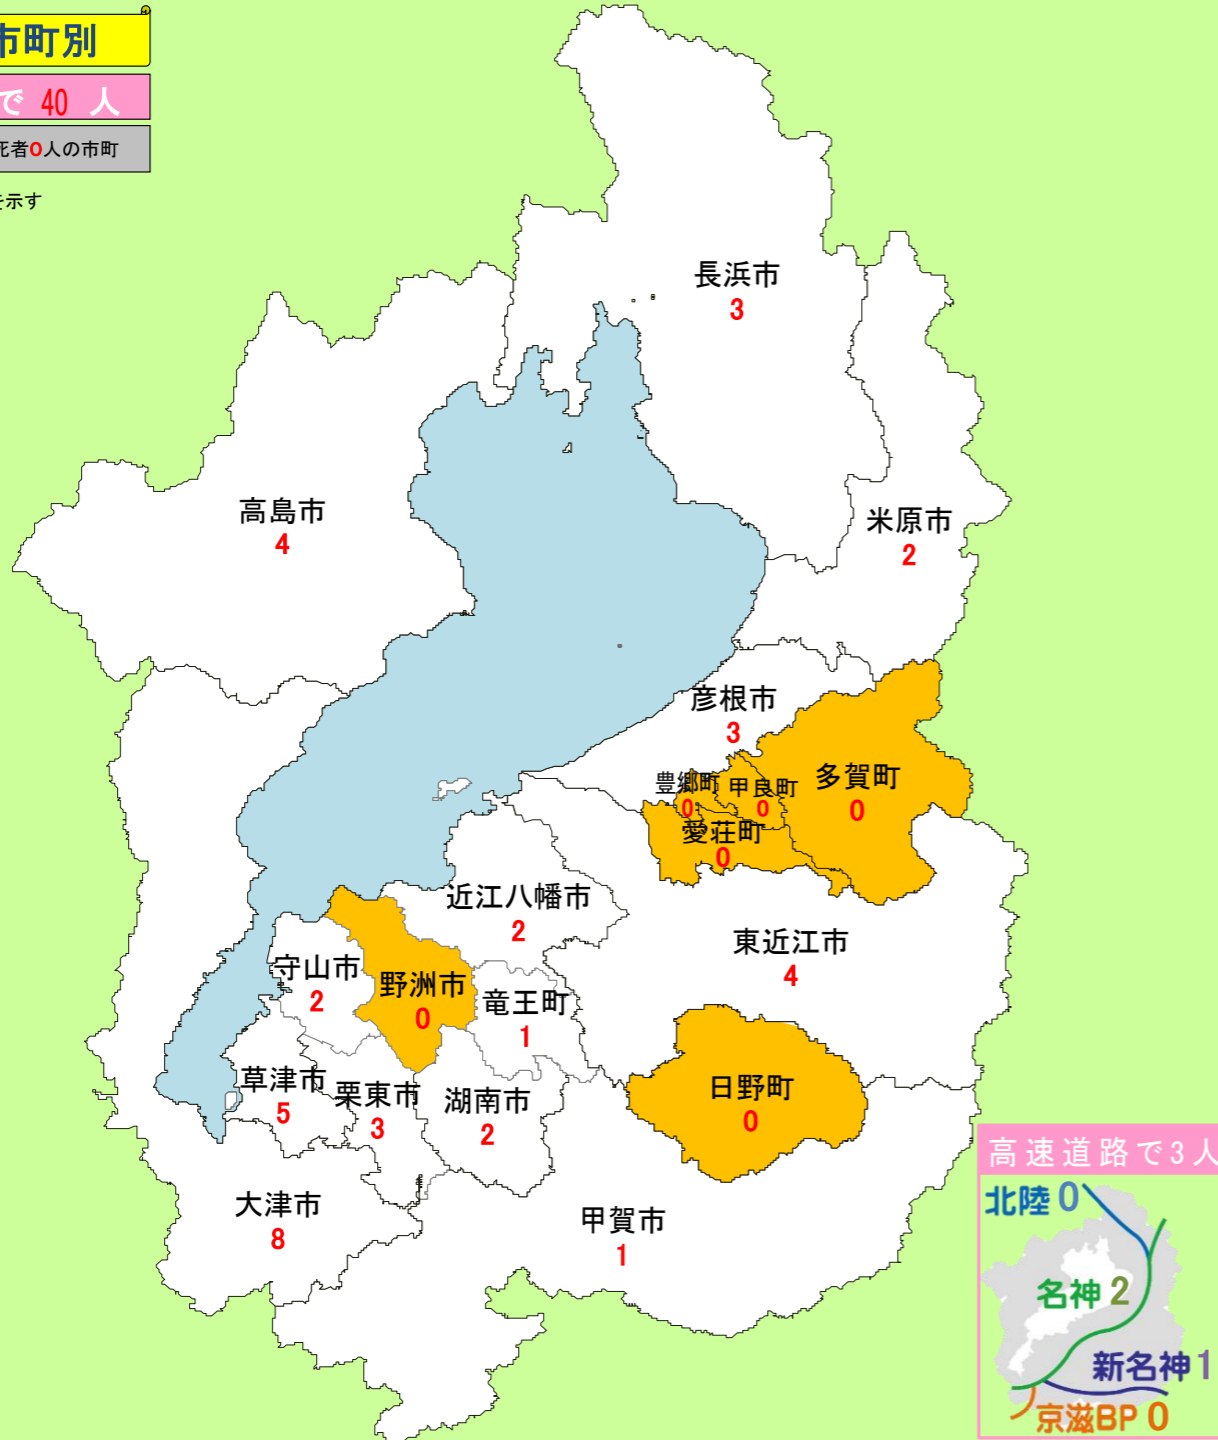 市町別
で 40 人
死者0人の市町
を示す
長浜市
3
高島市
4
米原市
2
彦根市
3
豊郷町
0
甲良町
0
多賀町
0
愛荘町
0
近江八幡市
2
東近江市
4
守山市
2
野洲市
0
竜王町
1
草津市
5
栗東市
3
湖南市
2
日野町
0
大津市
8
甲賀市
1
高速道路で3人
北陸 0
名神 2
新名神 1
京滋BP 0